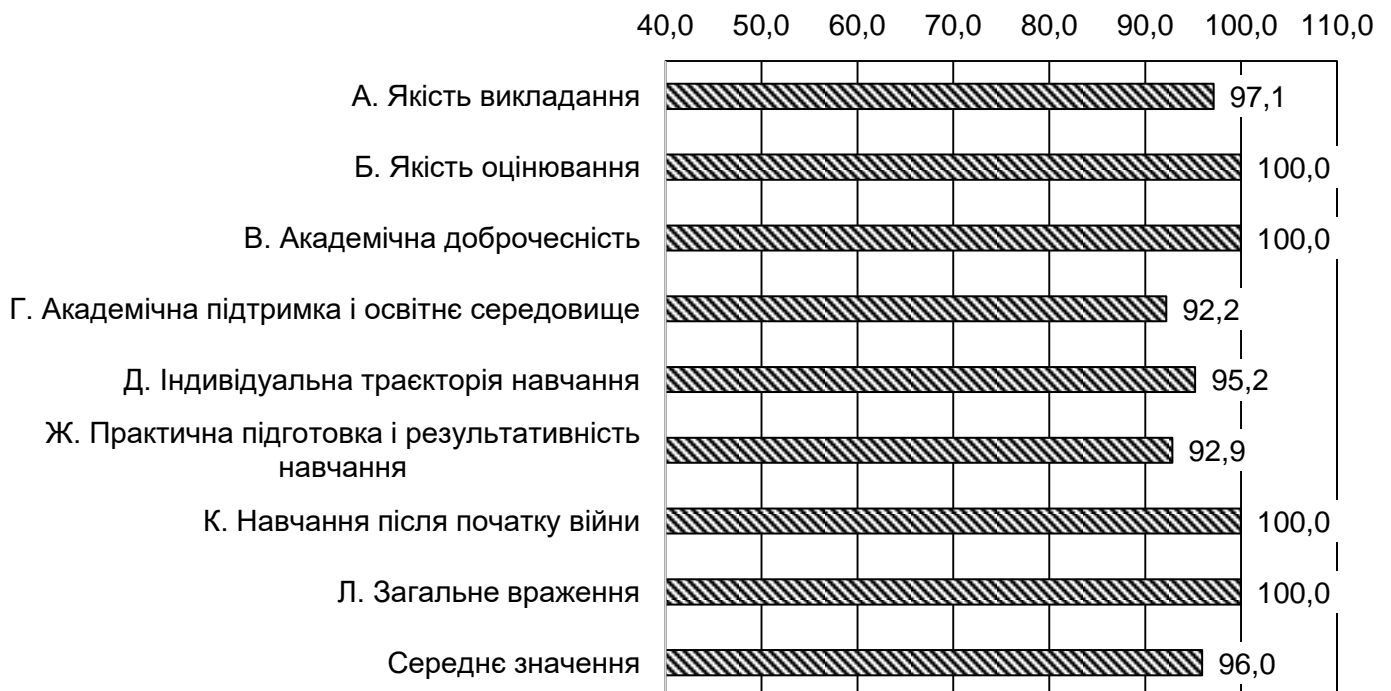 40,0 50,0 60,0 70,0 80,0 90,0 100,0 110,0
А. Якість викладання 97,1
Б. Якість оцінювання 100,0
В. Академічна доброчесність 100,0
Г. Академічна підтримка і освітнє середовище 92,2
Д. Індивідуальна траєкторія навчання 95,2
Ж. Практична підготовка і результативність
навчання 92,9
К. Навчання після початку війни 100,0
Л. Загальне враження 100,0
Середнє значення 96,0